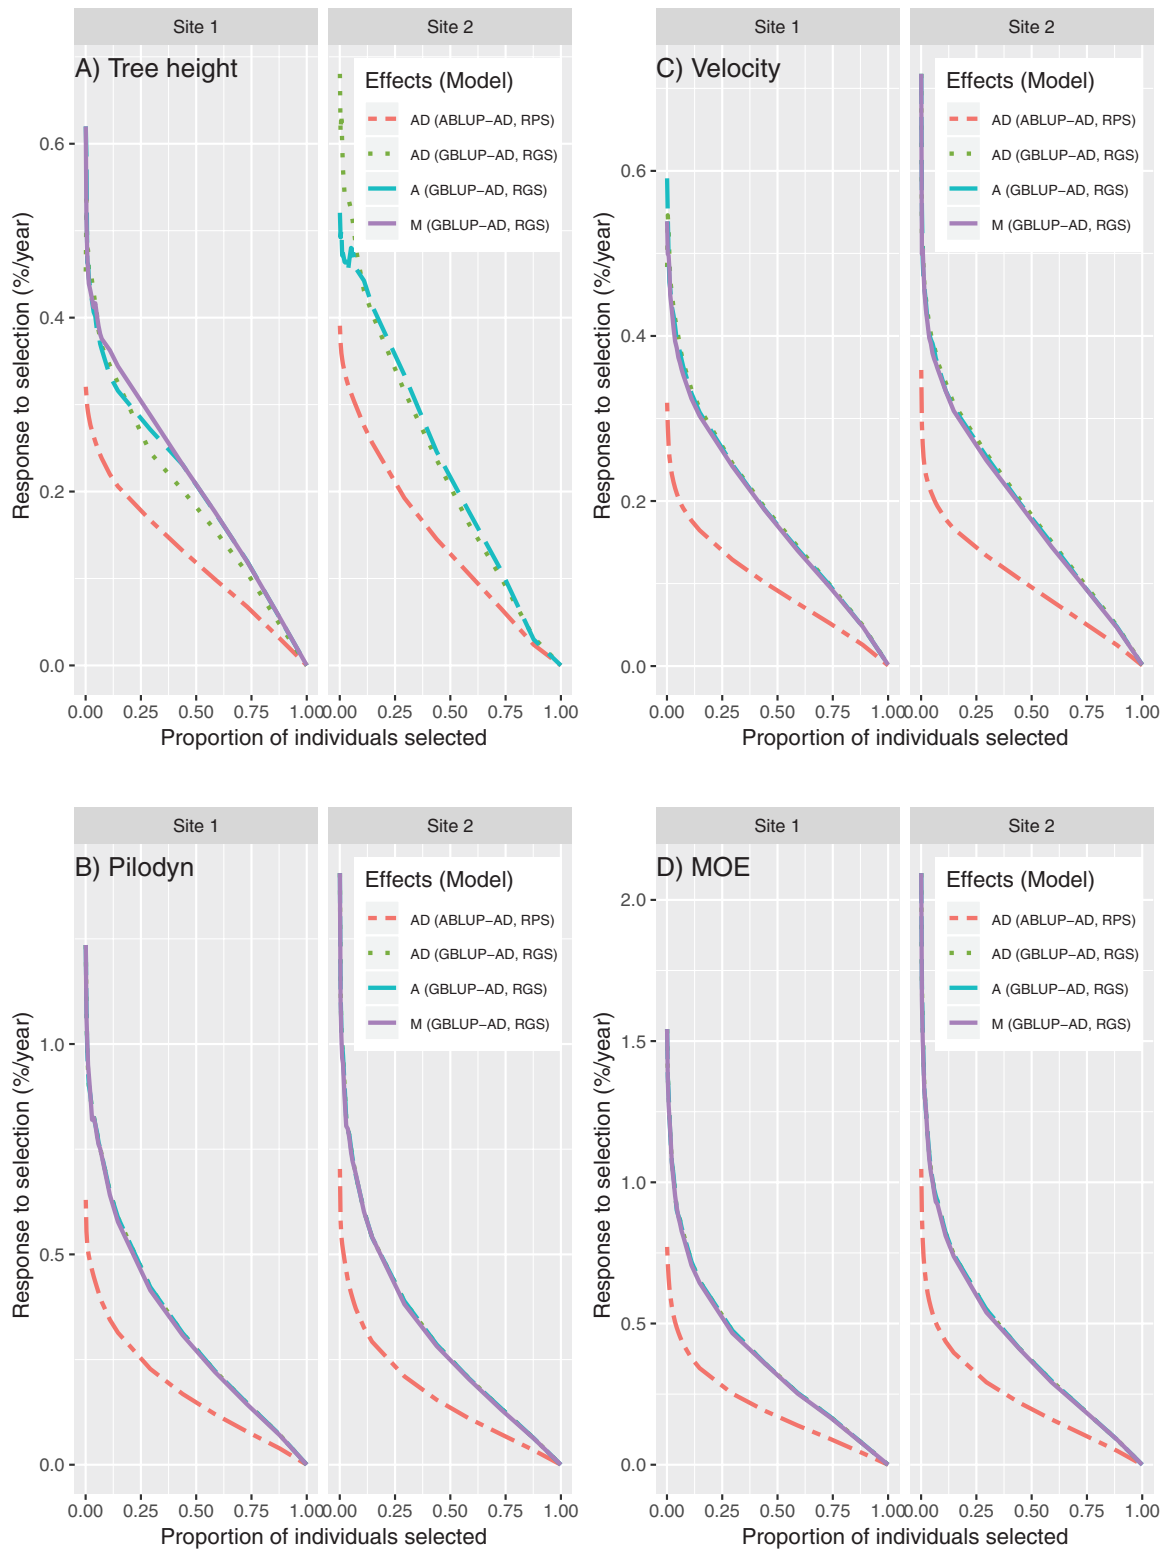 Site 1
Site 2
A) Tree height
Effects (Model)
AD (ABLUP−AD, RPS)
AD (GBLUP−AD, RGS)
A (GBLUP−AD, RGS)
M (GBLUP−AD, RGS)
Response to selection (%/year)
0.6
0.4
0.2
0.0
0.00 0.25 0.50 0.75 1.00
0.00 0.25 0.50 0.75 1.00
Proportion of individuals selected
Site 1
Site 2
C) Velocity
Effects (Model)
AD (ABLUP−AD, RPS)
AD (GBLUP−AD, RGS)
A (GBLUP−AD, RGS)
M (GBLUP−AD, RGS)
Response to selection (%/year)
0.6
0.4
0.2
0.0
0.00 0.25 0.50 0.75 1.00
0.00 0.25 0.50 0.75 1.00
Proportion of individuals selected
Site 1
Site 2
B) Pilodyn
Effects (Model)
AD (ABLUP−AD, RPS)
AD (GBLUP−AD, RGS)
A (GBLUP−AD, RGS)
M (GBLUP−AD, RGS)
Response to selection (%/year)
1.0
0.5
0.0
0.00 0.25 0.50 0.75 1.00
0.00 0.25 0.50 0.75 1.00
Proportion of individuals selected
Site 1
Site 2
D) MOE
Effects (Model)
AD (ABLUP−AD, RPS)
AD (GBLUP−AD, RGS)
A (GBLUP−AD, RGS)
M (GBLUP−AD, RGS)
Response to selection (%/year)
2.0
1.5
1.0
0.5
0.0
0.00 0.25 0.50 0.75 1.00
0.00 0.25 0.50 0.75 1.00
Proportion of individuals selected